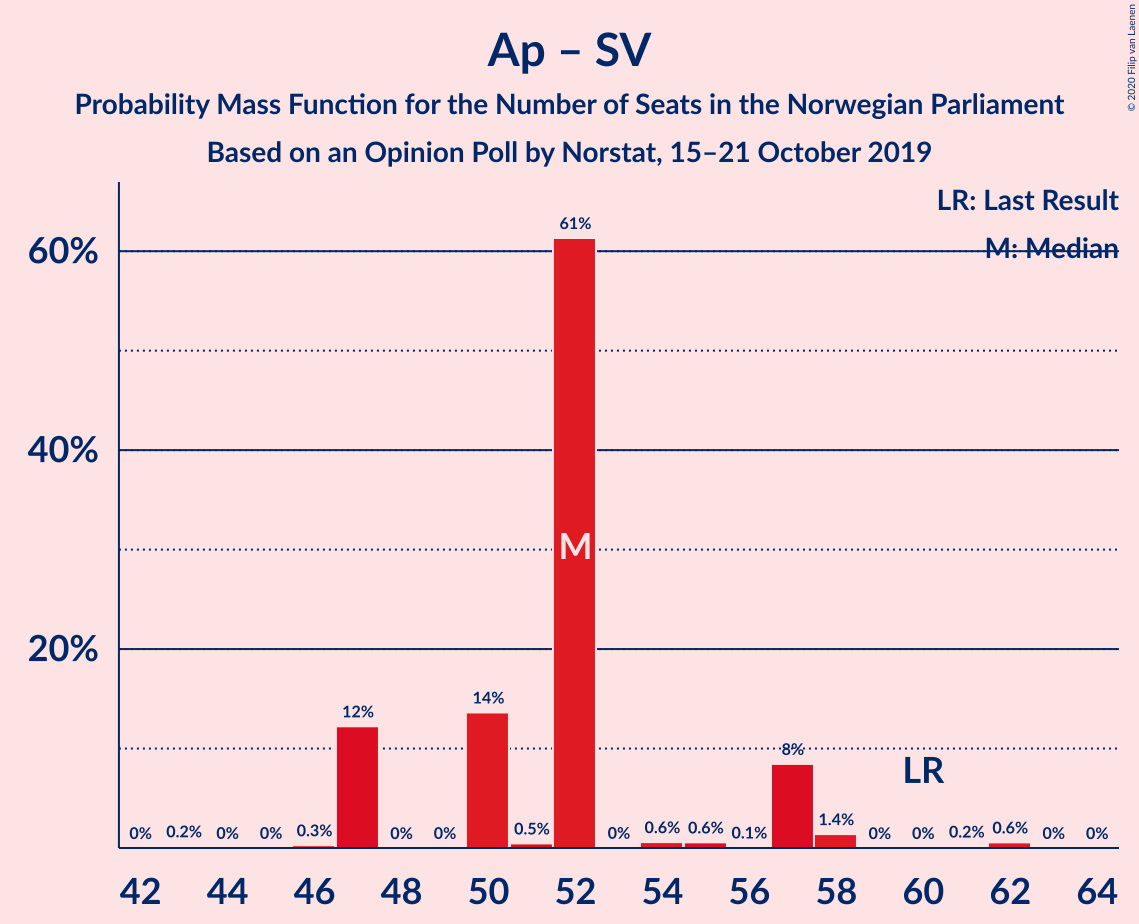 Ap – SV
Probability Mass Function for the Number of Seats in the Norwegian Parliament
Based on an Opinion Poll by Norstat, 15–21 October 2019
© 2020 Filip van Laenen
LR: Last Result
M: Median
60%
40%
20%
0% 0.2% 0% 0% 0.3% 12% 0% 0% 14% 0.5% 61% 0% 0.6% 0.6% 0.1% 8% 1.4% 0% 0% 0.2% 0.6% 0% 0%
M
LR
42 44 46 48 50 52 54 56 58 60 62 64